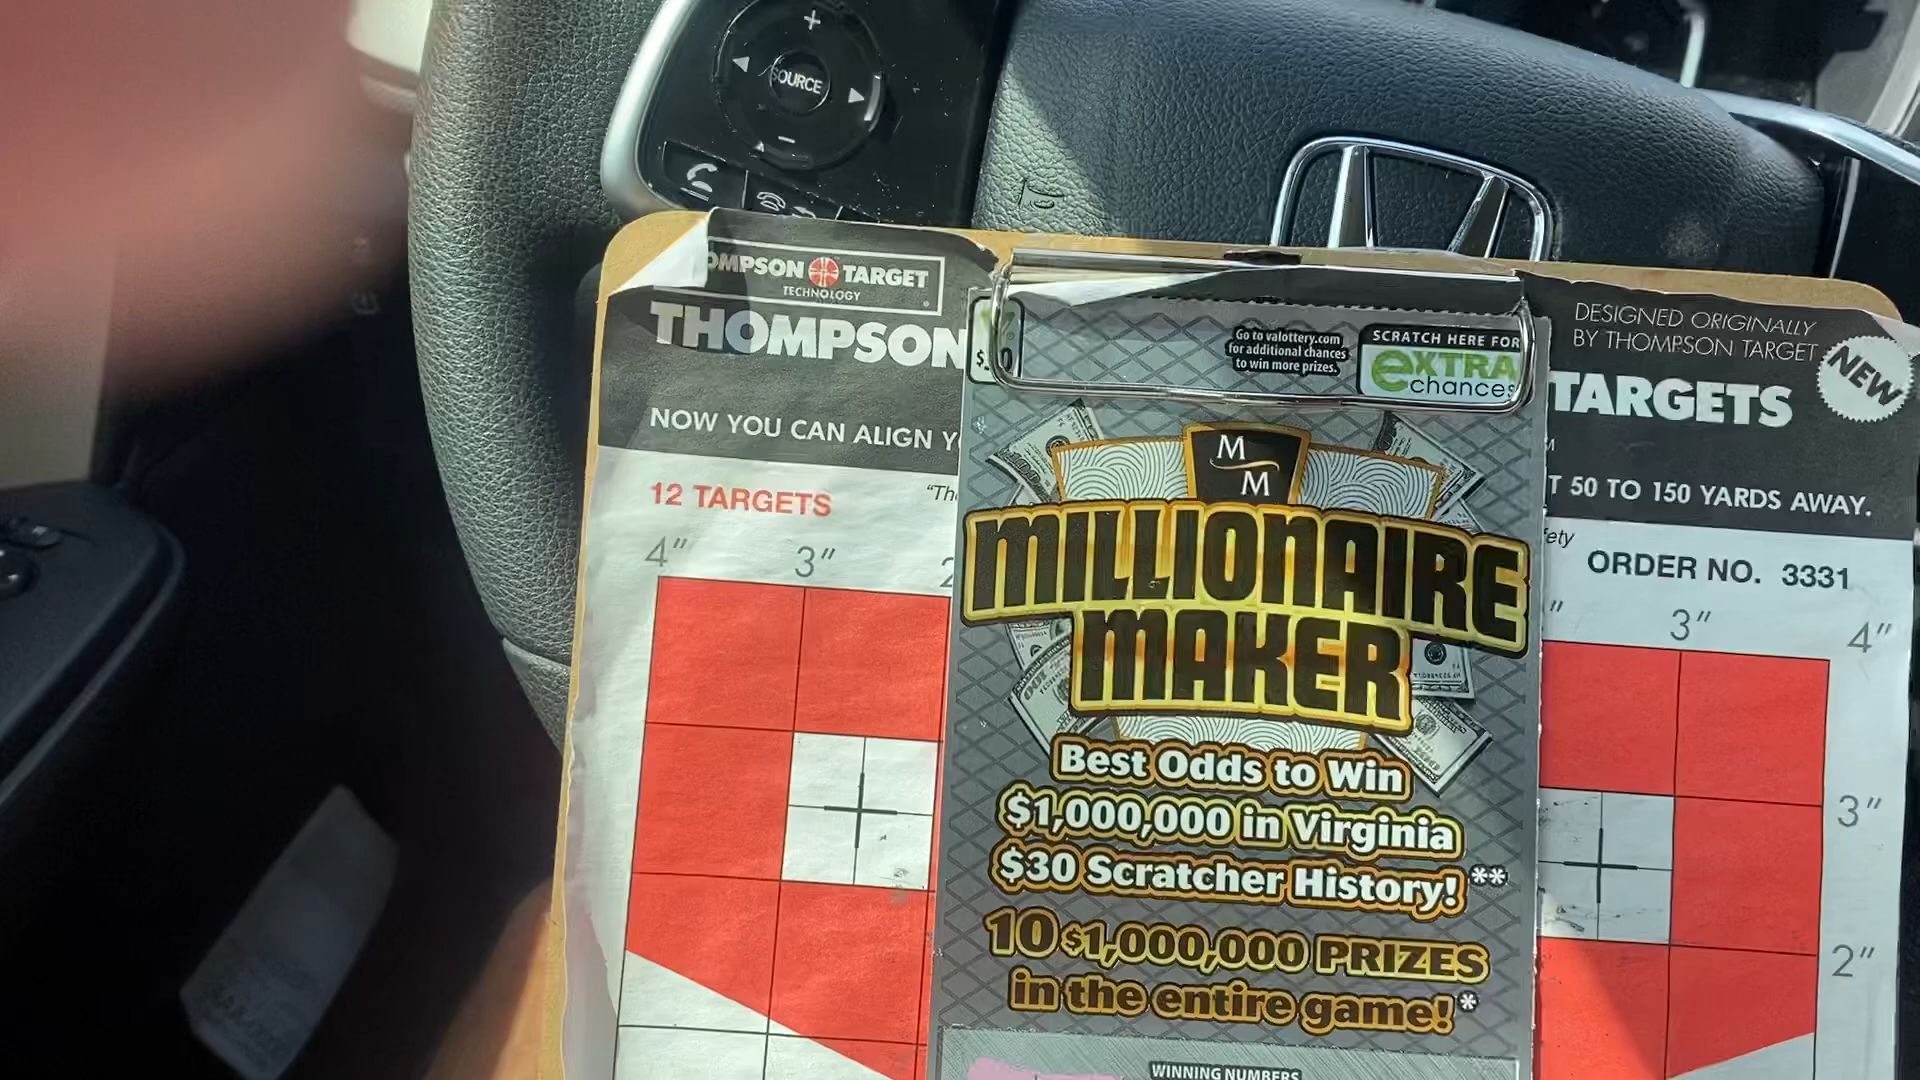 +
SOURCE
-
OMPSON TARGET
TECHNOLOGY
THOMPSON
NOW YOU CAN ALIGN
12 TARGETS
"Th
4" 3" 2
Go to valottery.com
for additional chances
to win more prizes.
SCRATCH HERE FOR
eXTRA
chances
M
M
MILLIONAIRE
MAKER
Best Odds to Win
$1,000,000 in Virginia
$30 Scratcher History!**
10 $1,000,000 PRIZES
in the entire game!*
WINNING NUMBERS
DESIGNED ORIGINALLY
BY THOMPSON TARGET
NEW
TARGETS
T 50 TO 150 YARDS AWAY.
fety
ORDER NO. 3331
" 3" 4"
3"
2"